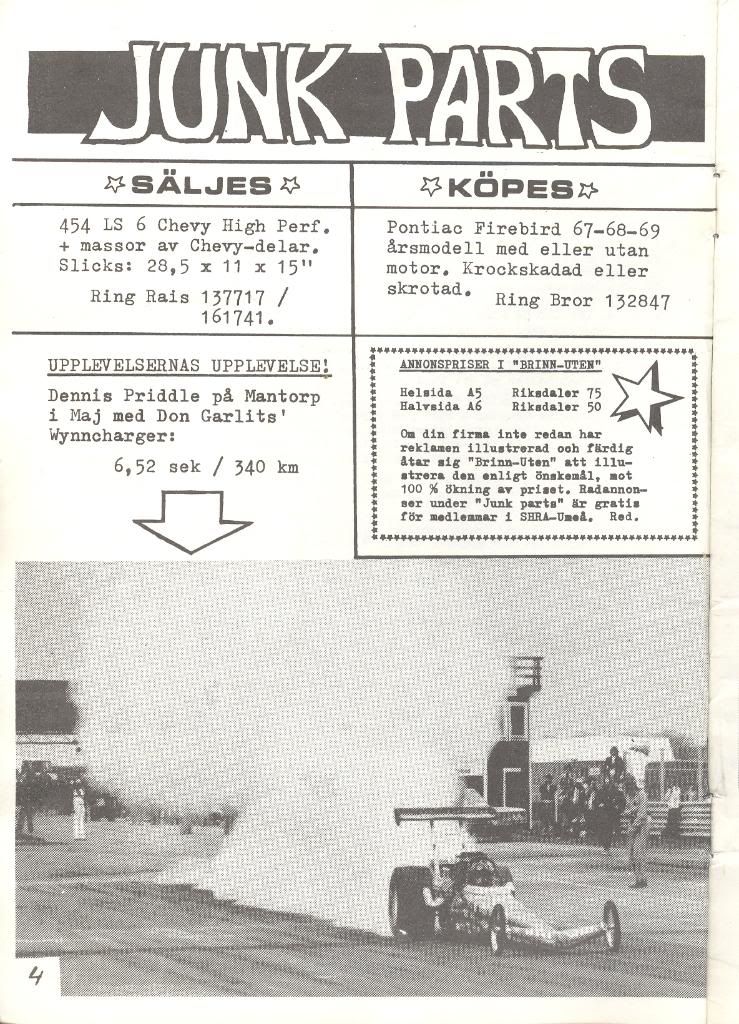 JUNK PARTS
SÄLJES
454 LS 6 Chevy High Perf.
+ massor av Chevy-delar.
Slicks: 28,5 x 11 x 15"
Ring Rais 137717 /
161741.
KÖPES
Pontiac Firebird 67-68-69
årsmodell med eller utan
motor. Krockskadad eller
skrotad.
Ring Bror 132847
UPPLEVELSERNAS UPPLEVELSE!
Dennis Priddle på Mantorp
i Maj med Don Garlits'
Wynncharger:
6,52 sek / 340 km
ANNONSPRISER I "BRINN-UTEN"
Helsida A5 Riksdaler 75
Halvsida A6 Riksdaler 50
Om din firma inte redan har
reklamen illustrerad och färdig
åtar sig "Brinn-Uten" att illu-
strera den enligt önskemål, mot
100 % ökning av priset. Radannon-
ser under "Junk parts" är gratis
för medlemmar i SHRA-Umeå. Red.
4